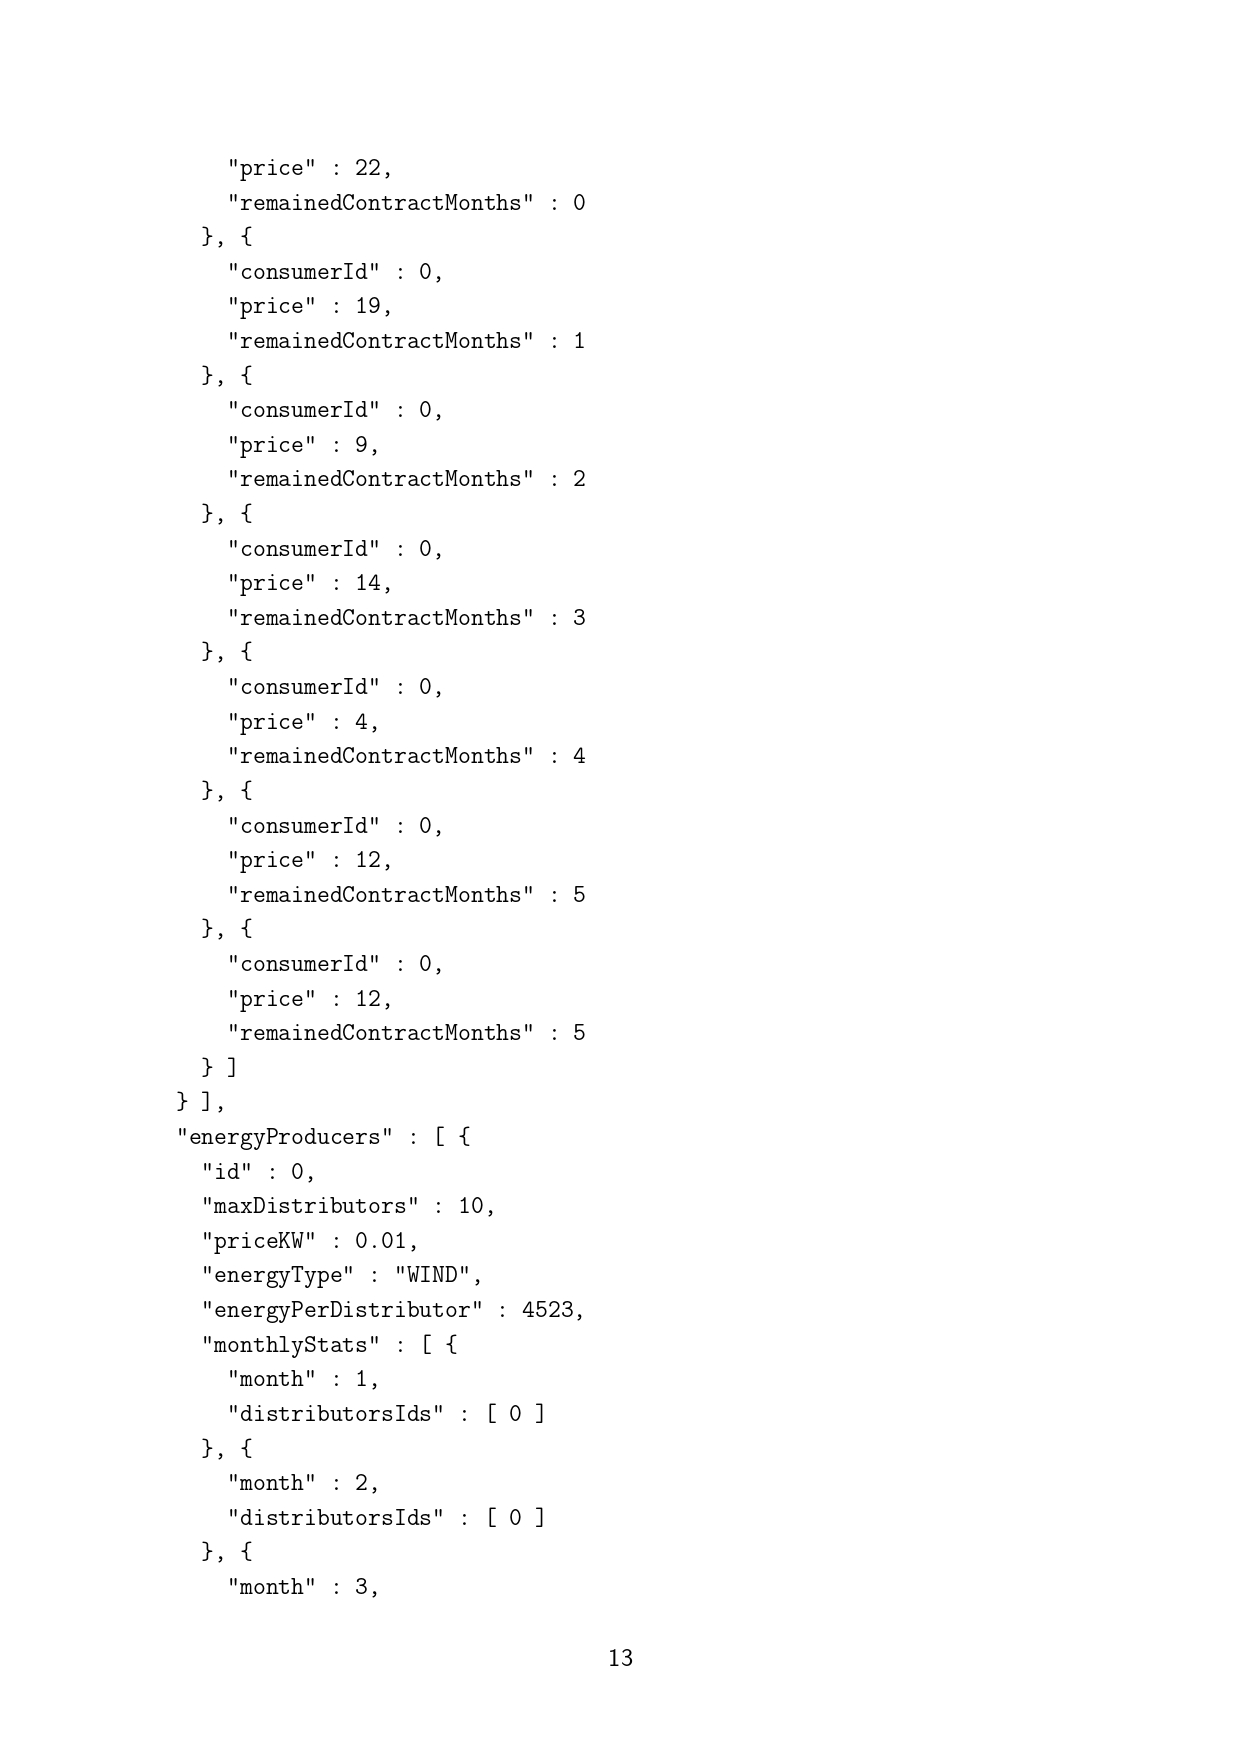 "price" : 22,
"remainedContractMonths" : 0
}, {
"consumerId" : 0,
"price" : 19,
"remainedContractMonths" : 1
}, {
"consumerId" : 0,
"price" : 9,
"remainedContractMonths" : 2
}, {
"consumerId" : 0,
"price" : 14,
"remainedContractMonths" : 3
}, {
"consumerId" : 0,
"price" : 4,
"remainedContractMonths" : 4
}, {
"consumerId" : 0,
"price" : 12,
"remainedContractMonths" : 5
}, {
"consumerId" : 0,
"price" : 12,
"remainedContractMonths" : 5
} ]
} ],
"energyProducers" : [ {
"id" : 0,
"maxDistributors" : 10,
"priceKW" : 0.01,
"energyType" : "WIND",
"energyPerDistributor" : 4523,
"monthlyStats" : [ {
"month" : 1,
"distributorsIds" : [ 0 ]
}, {
"month" : 2,
"distributorsIds" : [ 0 ]
}, {
"month" : 3,
13